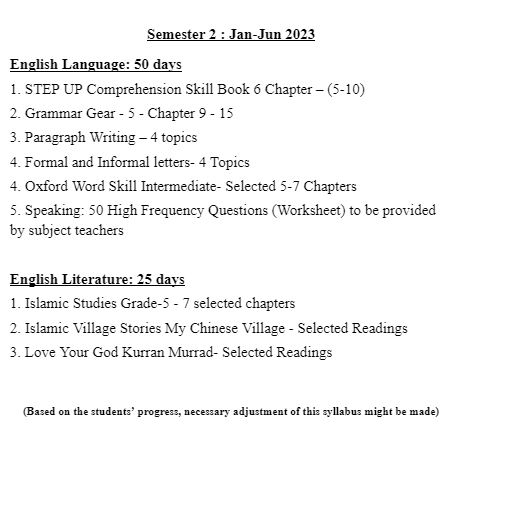 Semester 2 : Jan-Jun 2023
English Language: 50 days
1. STEP UP Comprehension Skill Book 6 Chapter – (5-10)
2. Grammar Gear - 5 - Chapter 9 - 15
3. Paragraph Writing – 4 topics
4. Formal and Informal letters- 4 Topics
4. Oxford Word Skill Intermediate- Selected 5-7 Chapters
5. Speaking: 50 High Frequency Questions (Worksheet) to be provided
by subject teachers
English Literature: 25 days
1. Islamic Studies Grade-5 - 7 selected chapters
2. Islamic Village Stories My Chinese Village - Selected Readings
3. Love Your God Kurran Murrad- Selected Readings
(Based on the students’ progress, necessary adjustment of this syllabus might be made)